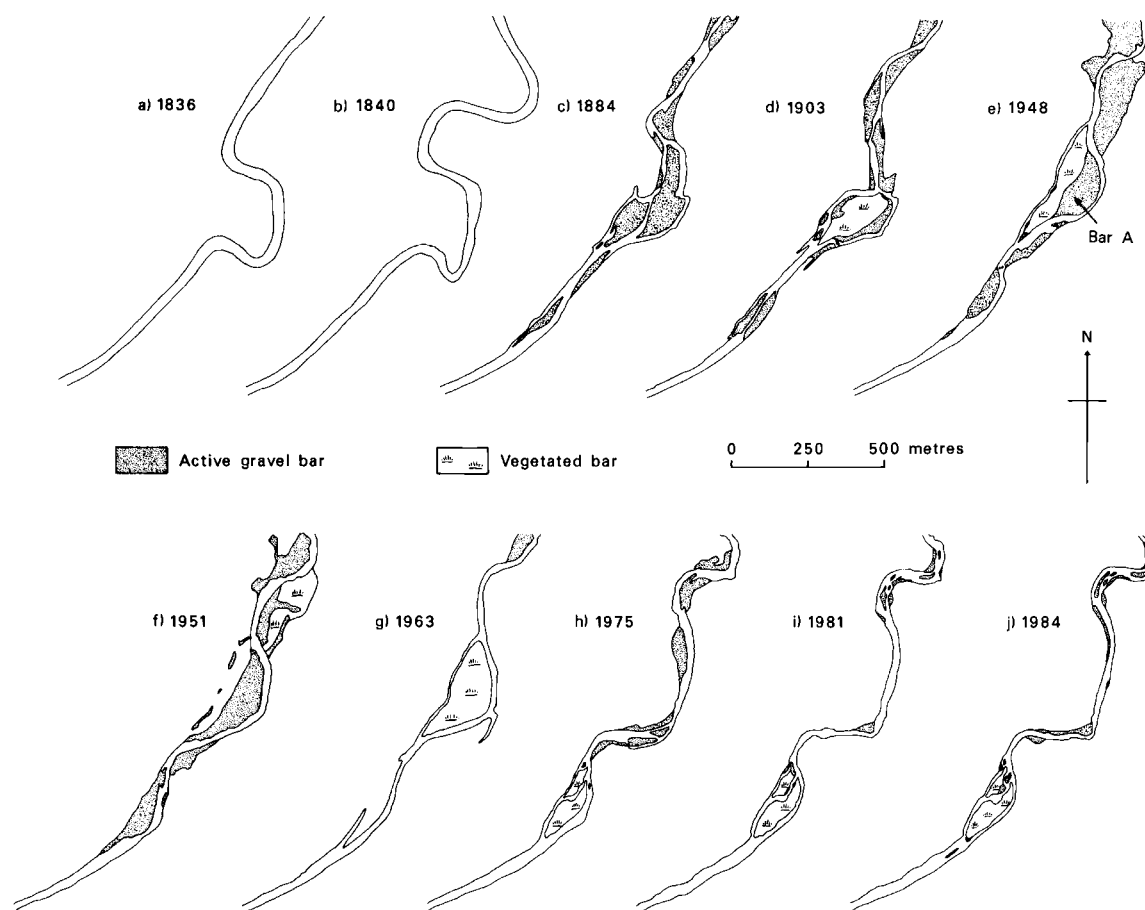 a) 1836
b) 1840
c) 1884
d) 1903
e) 1948
Bar A
N
Active gravel bar
Vegetated bar
0 250 500 metres
f) 1951
g) 1963
h) 1975
i) 1981
j) 1984